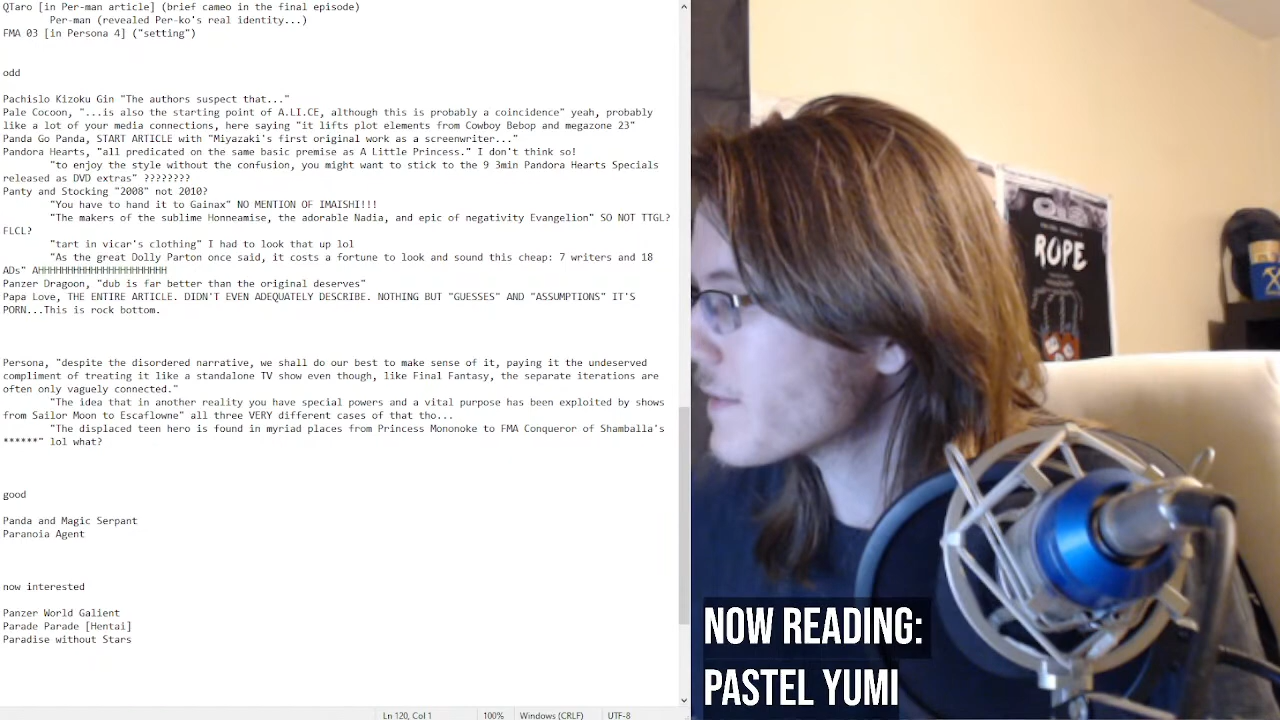 QTaro [in Per-man article] (brief cameo in the final episode)
Per-man (revealed Per-ko's real identity...)
FMA 03 [in Persona 4] ("setting")
odd
Pachislo Kizoku Gin "The authors suspect that..."
Pale Cocoon, "...is also the starting point of A.LI.CE, although this is probably a coincidence" yeah, probably
like a lot of your media connections, here saying "it lifts plot elements from Cowboy Bebop and megazone 23"
Panda Go Panda, START ARTICLE with "Miyazaki's first original work as a screenwriter..."
Pandora Hearts, "all predicated on the same basic premise as A Little Princess." I don't think so!
"to enjoy the style without the confusion, you might want to stick to the 9 3min Pandora Hearts Specials
released as DVD extras" ????????
Panty and Stocking "2008" not 2010?
"You have to hand it to Gainax" NO MENTION OF IMAISHI!!!
"The makers of the sublime Honneamise, the adorable Nadia, and epic of negativity Evangelion" SO NOT TTGL?
FLCL?
"tart in vicar's clothing" I had to look that up lol
"As the great Dolly Parton once said, it costs a fortune to look and sound this cheap: 7 writers and 18
ADs" AHHHHHHHHHHHHHHHHHHHHHH
Panzer Dragoon, "dub is far better than the original deserves"
Papa Love, THE ENTIRE ARTICLE. DIDN'T EVEN ADEQUATELY DESCRIBE. NOTHING BUT "GUESSES" AND "ASSUMPTIONS" IT'S
PORN...This is rock bottom.
Persona, "despite the disordered narrative, we shall do our best to make sense of it, paying it the undeserved
compliment of treating it like a standalone TV show even though, like Final Fantasy, the separate iterations are
often only vaguely connected."
"The idea that in another reality you have special powers and a vital purpose has been exploited by shows
from Sailor Moon to Escaflowne" all three VERY different cases of that tho...
"The displaced teen hero is found in myriad places from Princess Mononoke to FMA Conqueror of Shamballa's
******" lol what?
good
Panda and Magic Serpant
Paranoia Agent
now interested
Panzer World Galient
Parade Parade [Hentai]
Paradise without Stars
Ln 120, Col 1 100% Windows (CRLF) UTF-8
ROPE
NOW READING:
PASTEL YUMI